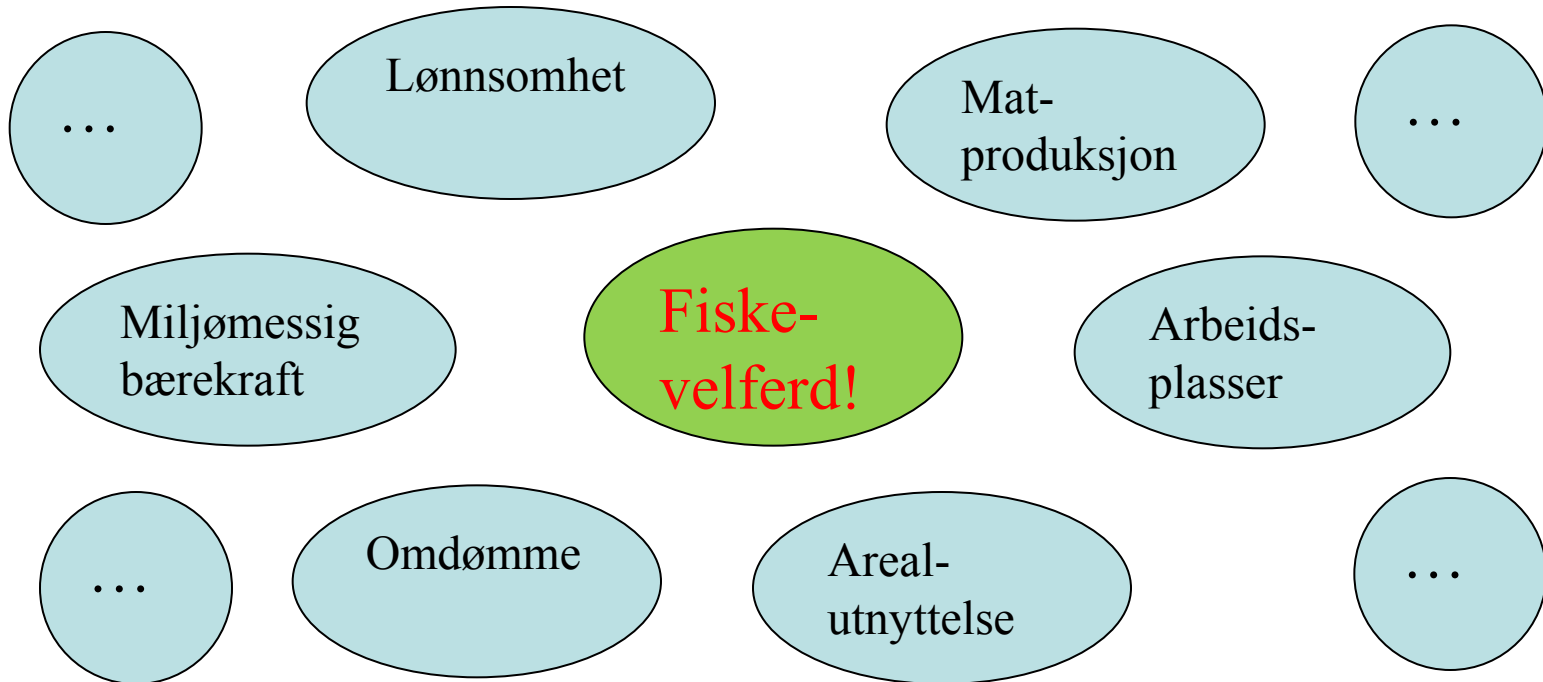 …
Lønnsomhet
Mat-
produksjon
…
Miljømessig
bærekraft
Fiske-
velferd!
Arbeids-
plasser
…
Omdømme
Areal-
utnyttelse
…